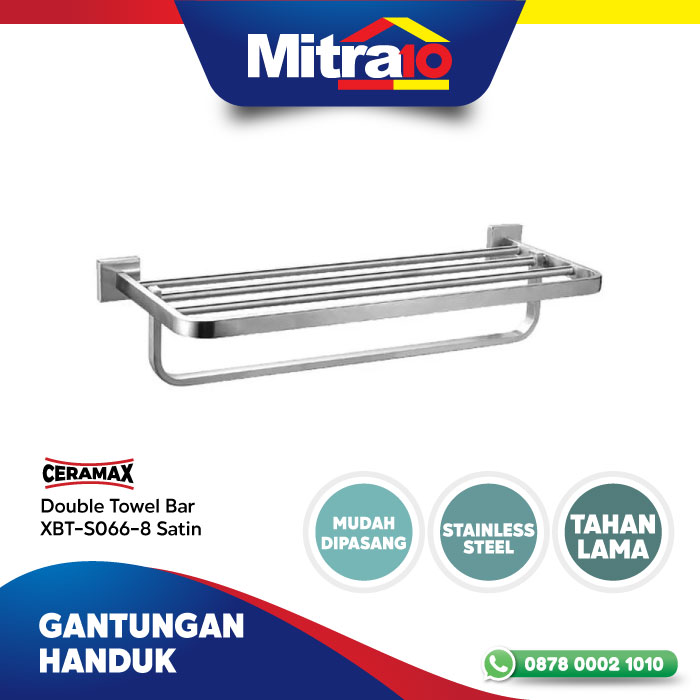 Mitra10
CERAMAX
Double Towel Bar
XBT-S066-8 Satin
MUDAH
DIPASANG
STAINLESS
STEEL
TAHAN
LAMA
GANTUNGAN
HANDUK
0878 0002 1010